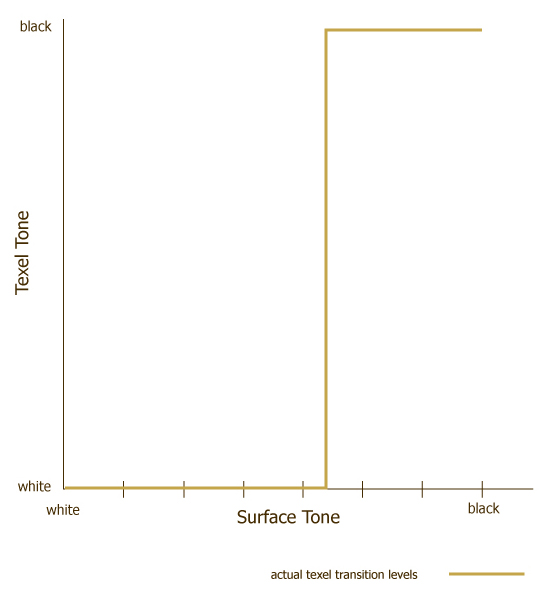 black
Texel Tone
white
white
Surface Tone
black
actual texel transition levels